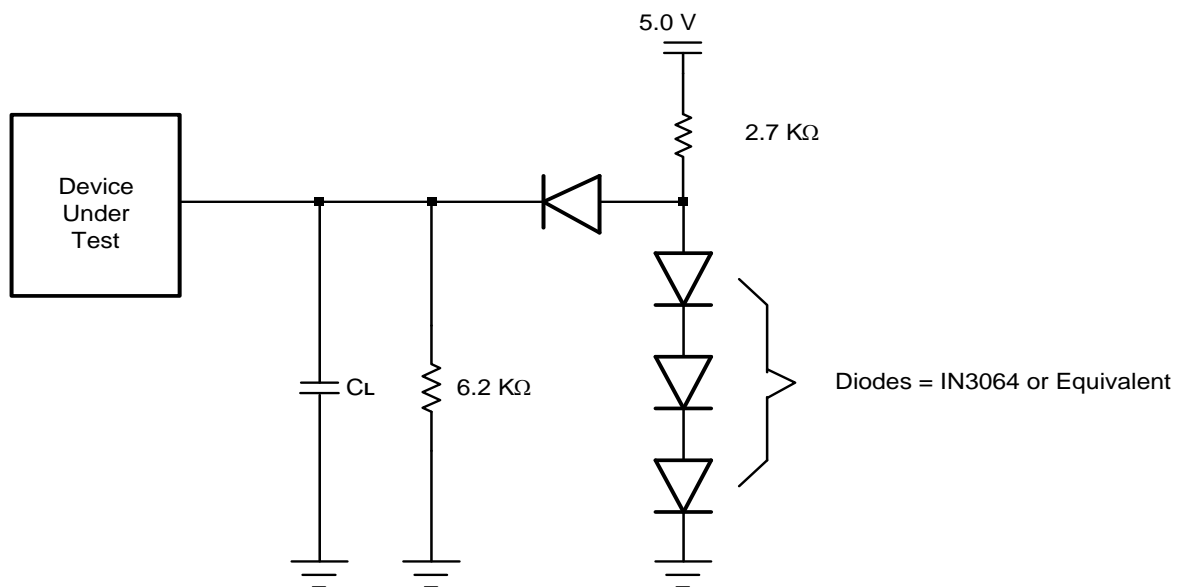 5.0 V
2.7 KΩ
Device
Under
Test
CL
6.2 KΩ
Diodes = IN3064 or Equivalent